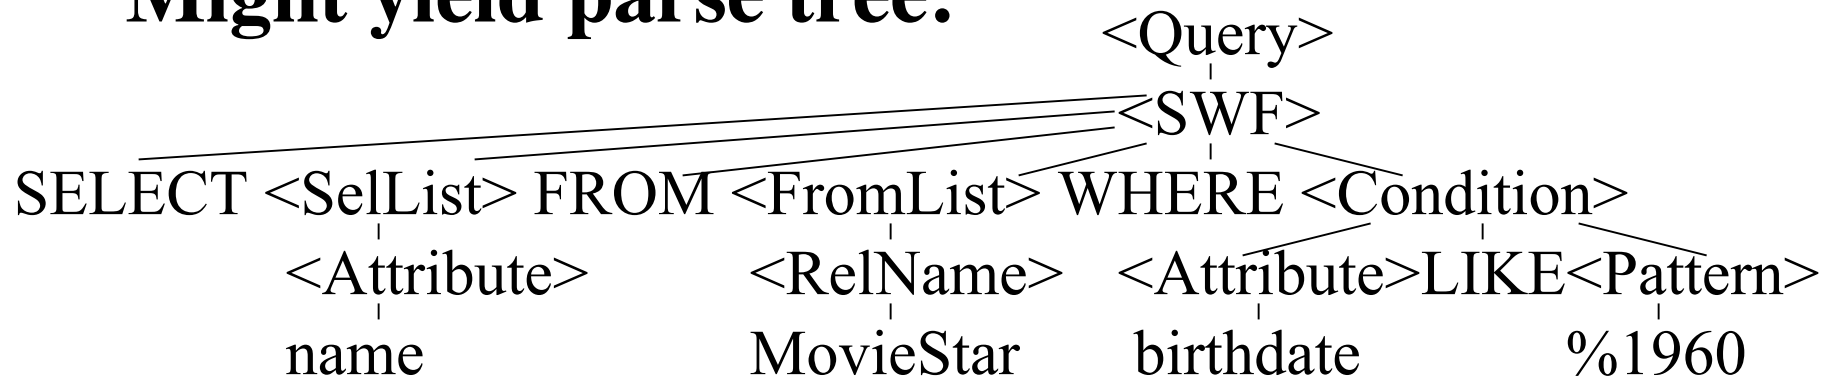 Might yield parse tree:
<Query>
<SWF>
SELECT <SelList> FROM <FromList> WHERE <Condition>
<Attribute> <RelName> <Attribute>LIKE<Pattern>
name MovieStar birthdate %1960